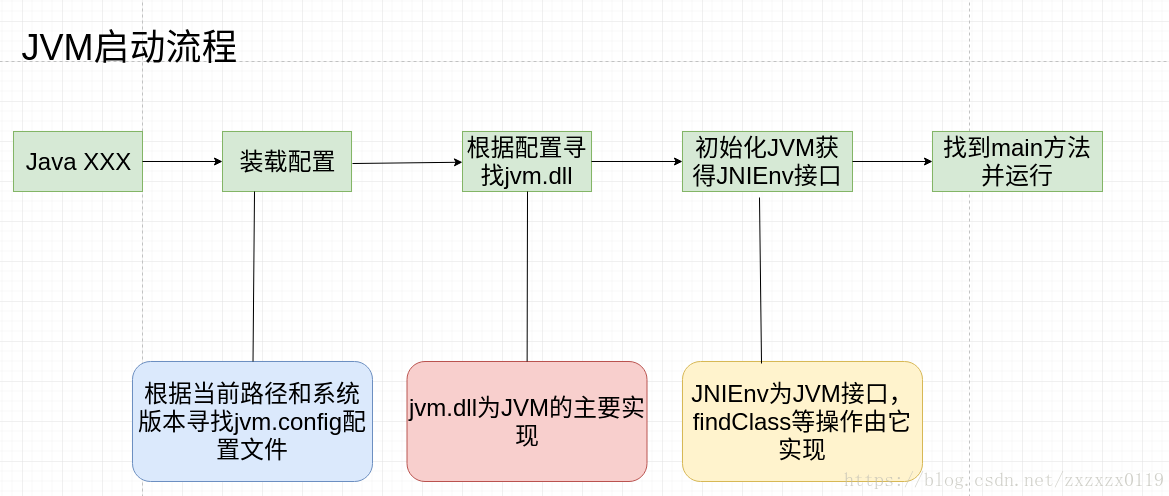 JVM启动流程
Java XXX
装载配置
根据配置寻
找jvm.dll
初始化JVM获
得JNIEnv接口
找到main方法
并运行
根据当前路径和系统
版本寻找jvm.config配
置文件
jvm.dll为JVM的主要实
现
JNIEnv为JVM接口，
findClass等操作由它
实现
https://blog.csdn.net/zxzxzx0119